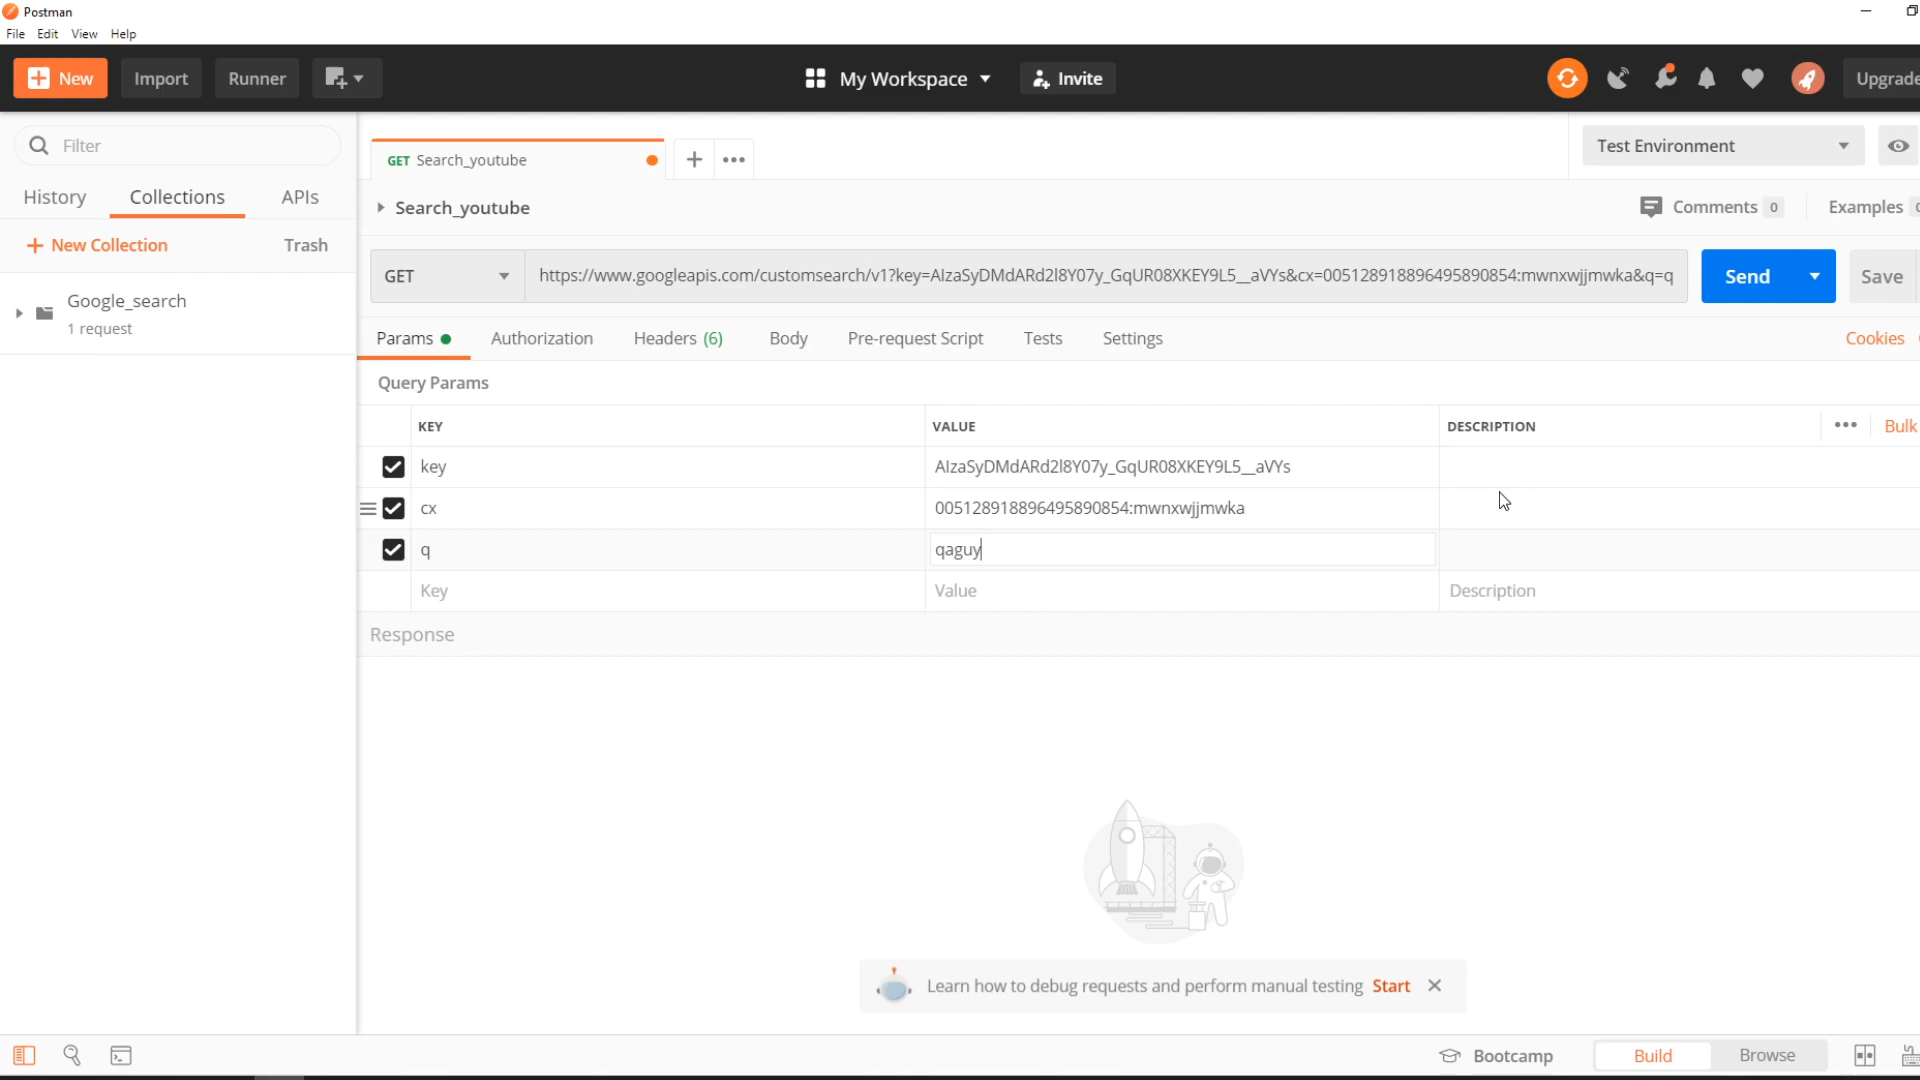 Postman
File Edit View Help
New Import Runner My Workspace Invite Upgrade
Filter
GET Search_youtube
Test Environment
History Collections APIs
Search_youtube
Comments 0 Examples
New Collection Trash
GET https://www.googleapis.com/customsearch/v1?key=AIzaSyDMdARd2l8Y07y_GqUR08XKEY9L5__aVYs&cx=005128918896495890854:mwnxwjjmwka&q=q Send Save
Google_search
1 request
Params Authorization Headers (6) Body Pre-request Script Tests Settings Cookies
Query Params
KEY VALUE DESCRIPTION Bulk
key AIzaSyDMdARd2l8Y07y_GqUR08XKEY9L5__aVYs
cx 005128918896495890854:mwnxwjjmwka
q qaguy
Key Value Description
Response
Learn how to debug requests and perform manual testing Start
Bootcamp Build Browse